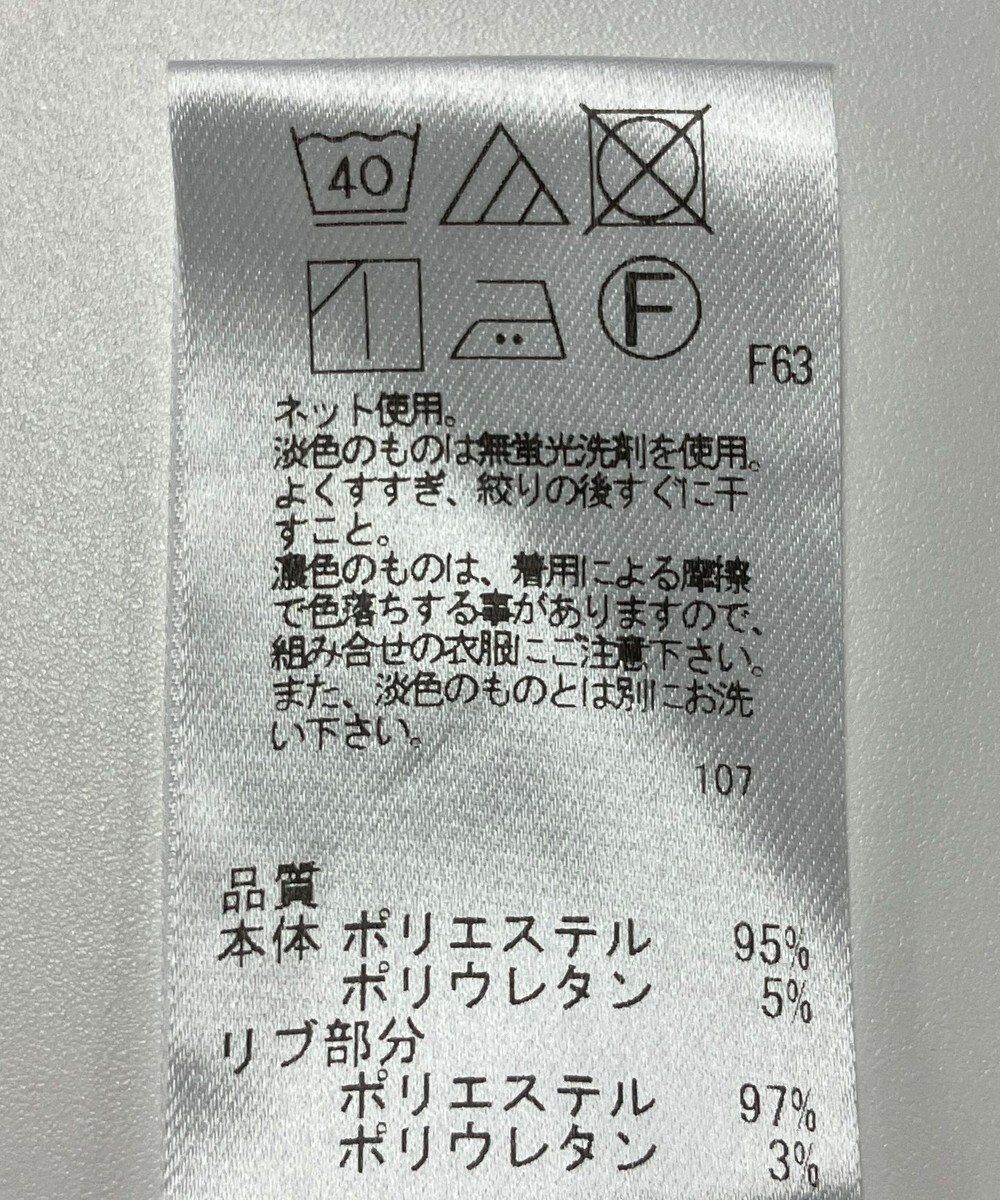 40
F
F63
ネット使用。
淡色のものは無蛍光洗剤を使用。
よくすすぎ、絞りの後すぐに干
すこと。
濃色のものは、着用による摩擦
で色落ちする事がありますので、
組み合せの衣服にご注意下さい。
また、淡色のものとは別にお洗
い下さい。
107
品質
本体 ポリエステル 95%
ポリウレタン 5%
リブ部分
ポリエステル 97%
ポリウレタン 3%